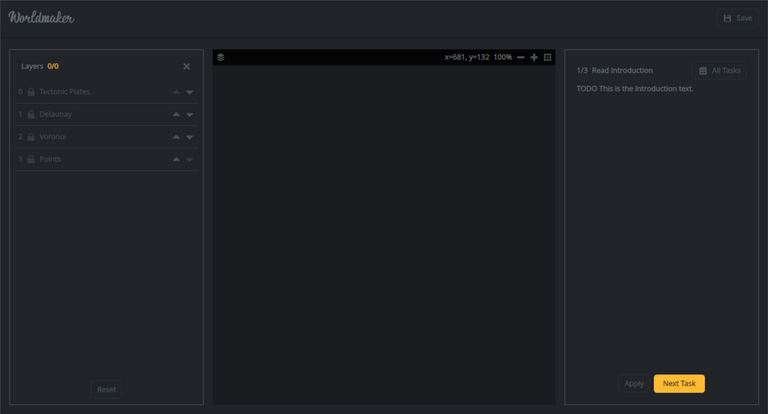 Worldmaker
Save
Layers 0/0
0 Tectonic Plates
1 Delaunay
2 Voronoi
3 Points
Reset
x=681, y=132 100%
1/3 Read Introduction
All Tasks
TODO This is the introduction text.
Apply
Next Task